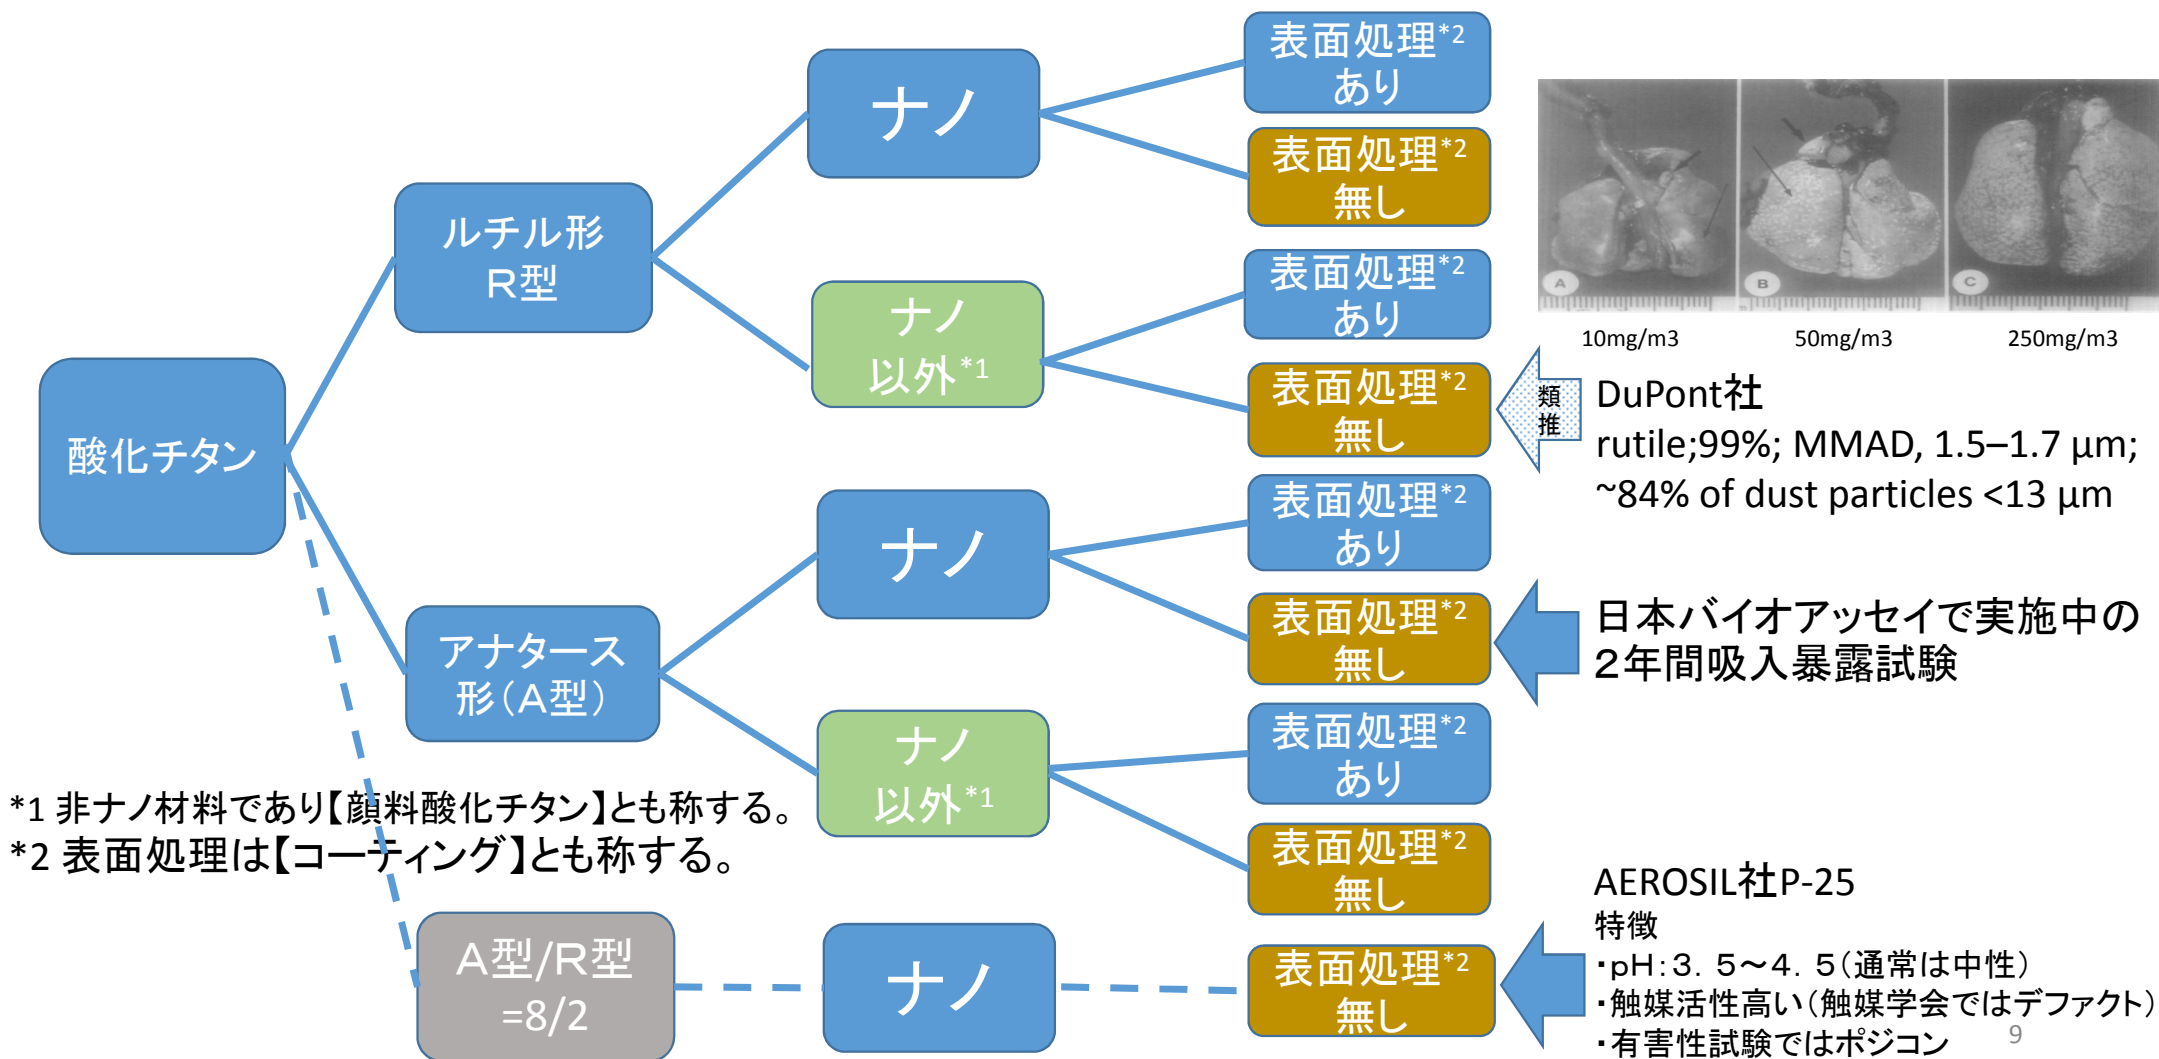 酸化チタン
ルチル形
R型
アナタース
形(A型)
A型/R型
=8/2
ナノ
ナノ
以外*1
ナノ
ナノ
以外*1
ナノ
表面処理*2
あり
表面処理*2
無し
表面処理*2
あり
表面処理*2
無し
表面処理*2
あり
表面処理*2
無し
表面処理*2
あり
表面処理*2
無し
表面処理*2
無し
A
B
C
10mg/m3
50mg/m3
250mg/m3
類
推
DuPont社
rutile;99%; MMAD, 1.5–1.7 μm;
~84% of dust particles <13 μm
日本バイオアッセイで実施中の
2年間吸入暴露試験
AEROSIL社P-25
特徴
・pH:3.5～4.5(通常は中性)
・触媒活性高い(触媒学会ではデファクト)
・有害性試験ではポジコン
*1 非ナノ材料であり【顔料酸化チタン】とも称する。
*2 表面処理は【コーティング】とも称する。
9